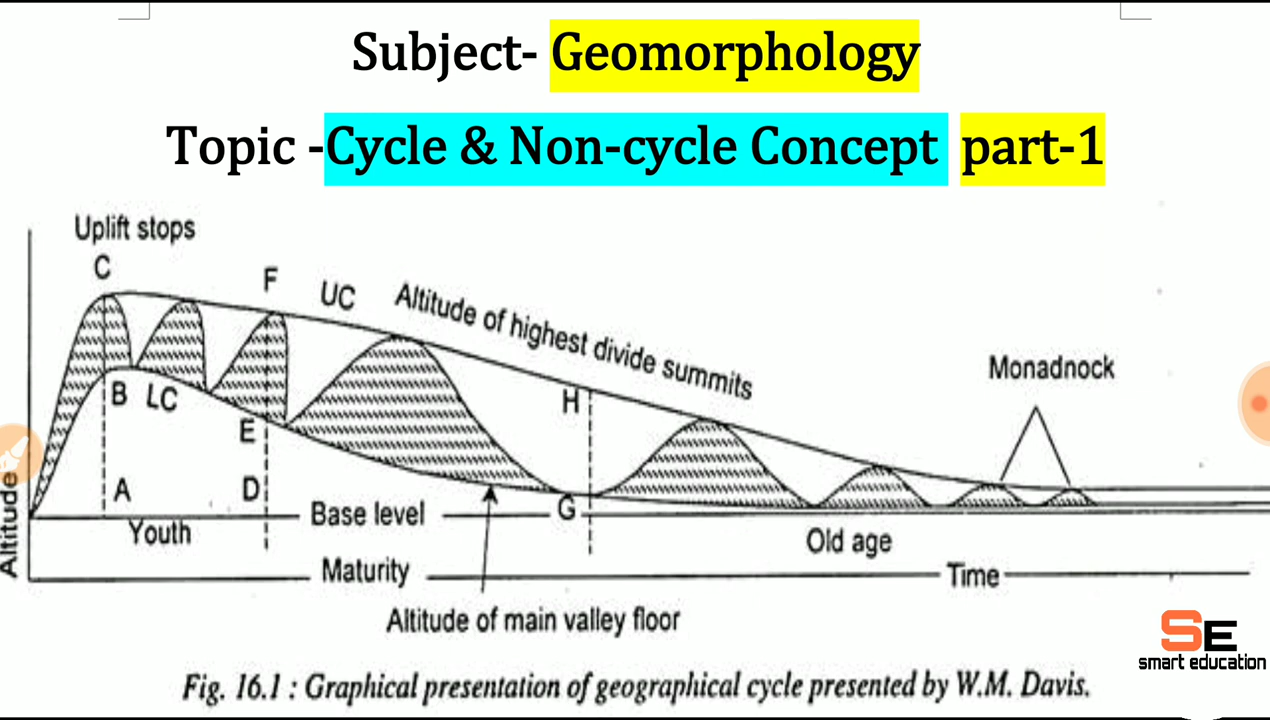 Subject- Geomorphology
Topic -Cycle & Non-cycle Concept part-1
Uplift stops
C
F
UC
Altitude of highest divide summits
Monadnock
B LC
H
E
A
D
Base level
G
Youth
Old age
Altitude
Maturity
Time
Altitude of main valley floor
SE
smart education
Fig. 16.1 : Graphical presentation of geographical cycle presented by W.M. Davis.